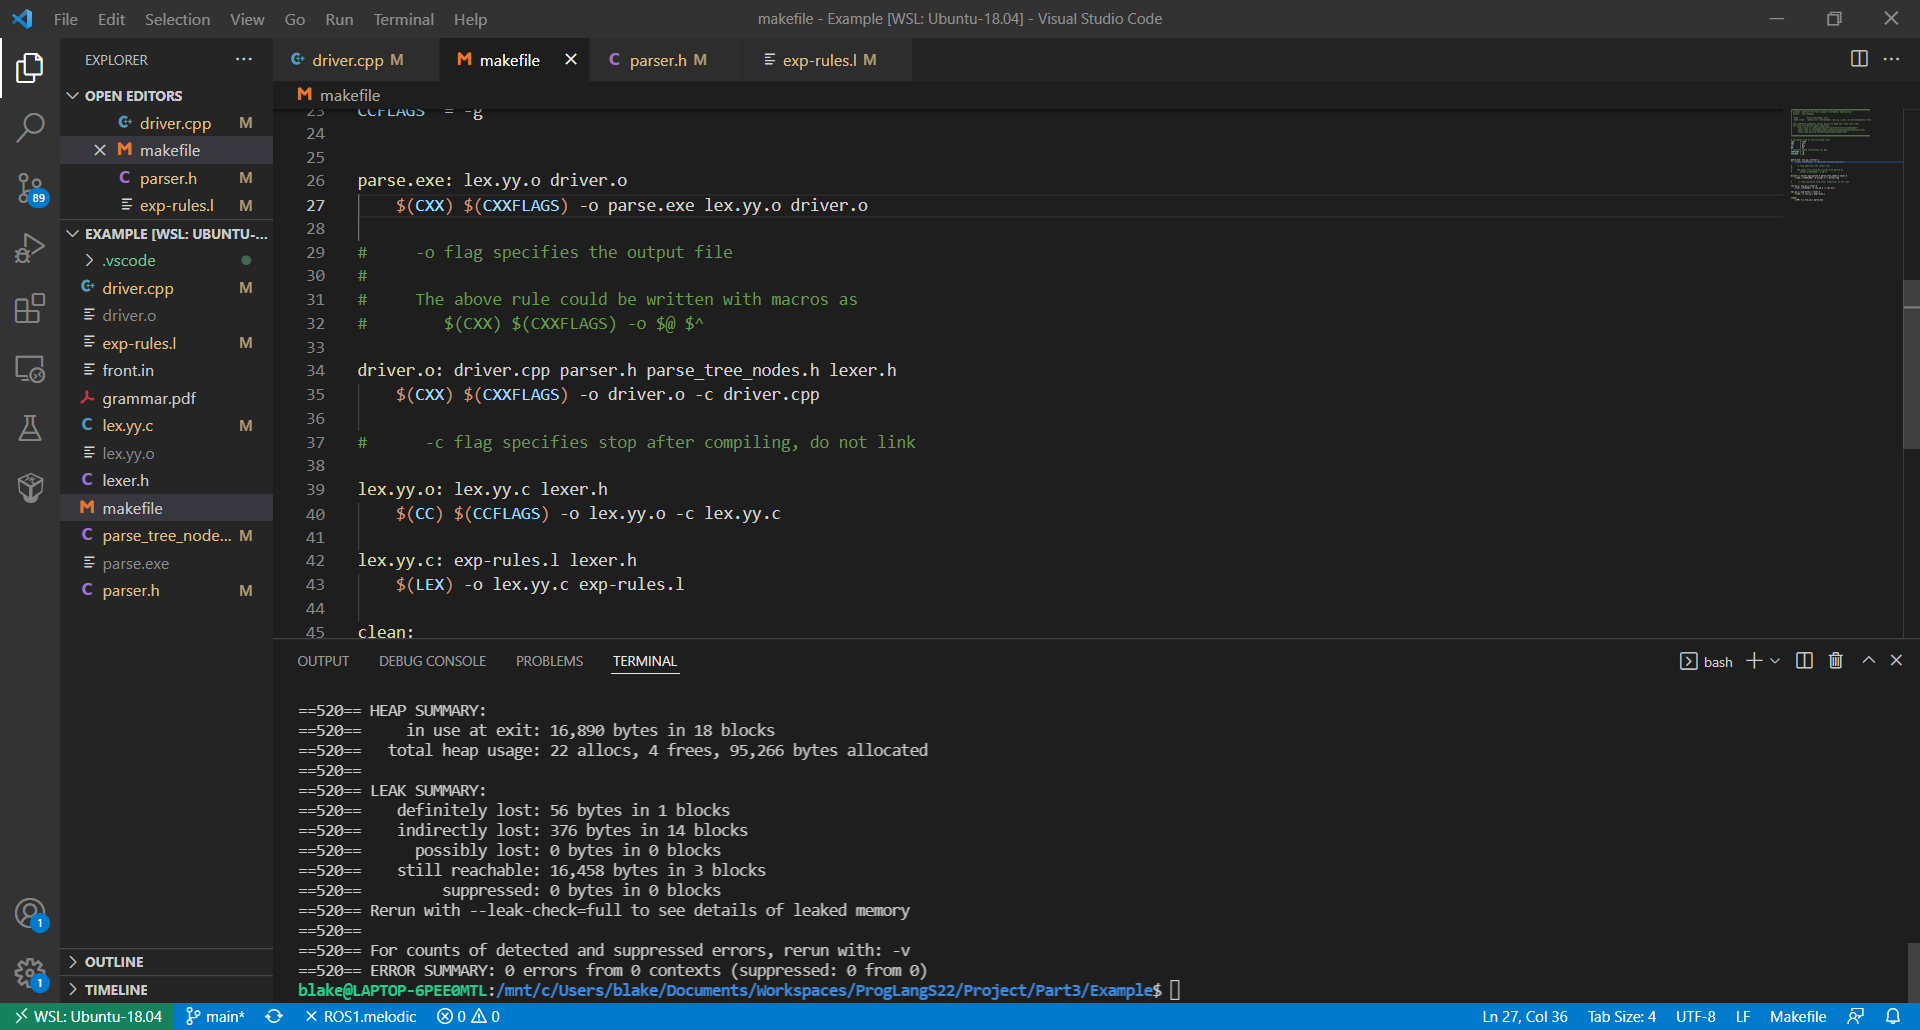 File Edit Selection View Go Run Terminal Help
makefile - Example [WSL: Ubuntu-18.04] - Visual Studio Code
EXPLORER
OPEN EDITORS
driver.cpp M
makefile
parser.h M
exp-rules.l M
EXAMPLE [WSL: UBUNTU-...
.vscode
driver.cpp M
driver.o
exp-rules.l M
front.in
grammar.pdf
lex.yy.c M
lex.yy.o
lexer.h
makefile
parse_tree_node... M
parse.exe
parser.h M
OUTLINE
TIMELINE
89
1
1
driver.cpp M
makefile
parser.h M
exp-rules.l M
makefile
23 CCFLAGS = -g
24
25
26 parse.exe: lex.yy.o driver.o
27 $(CXX) $(CXXFLAGS) -o parse.exe lex.yy.o driver.o
28
29 # -o flag specifies the output file
30 #
31 # The above rule could be written with macros as
32 # $(CXX) $(CXXFLAGS) -o $@ $^
33
34 driver.o: driver.cpp parser.h parse_tree_nodes.h lexer.h
35 $(CXX) $(CXXFLAGS) -o driver.o -c driver.cpp
36
37 # -c flag specifies stop after compiling, do not link
38
39 lex.yy.o: lex.yy.c lexer.h
40 $(CC) $(CCFLAGS) -o lex.yy.o -c lex.yy.c
41
42 lex.yy.c: exp-rules.l lexer.h
43 $(LEX) -o lex.yy.c exp-rules.l
44
45 clean:
OUTPUT DEBUG CONSOLE PROBLEMS TERMINAL
bash
==520== HEAP SUMMARY:
==520== in use at exit: 16,890 bytes in 18 blocks
==520== total heap usage: 22 allocs, 4 frees, 95,266 bytes allocated
==520==
==520== LEAK SUMMARY:
==520== definitely lost: 56 bytes in 1 blocks
==520== indirectly lost: 376 bytes in 14 blocks
==520== possibly lost: 0 bytes in 0 blocks
==520== still reachable: 16,458 bytes in 3 blocks
==520== suppressed: 0 bytes in 0 blocks
==520== Rerun with --leak-check=full to see details of leaked memory
==520==
==520== For counts of detected and suppressed errors, rerun with: -v
==520== ERROR SUMMARY: 0 errors from 0 contexts (suppressed: 0 from 0)
blake@LAPTOP-6PEE0MTL:/mnt/c/Users/blake/Documents/Workspaces/ProgLangS22/Project/Part3/Example$
WSL: Ubuntu-18.04 main* ROS1.melodic 0 0 Ln 27, Col 36 Tab Size: 4 UTF-8 LF Makefile